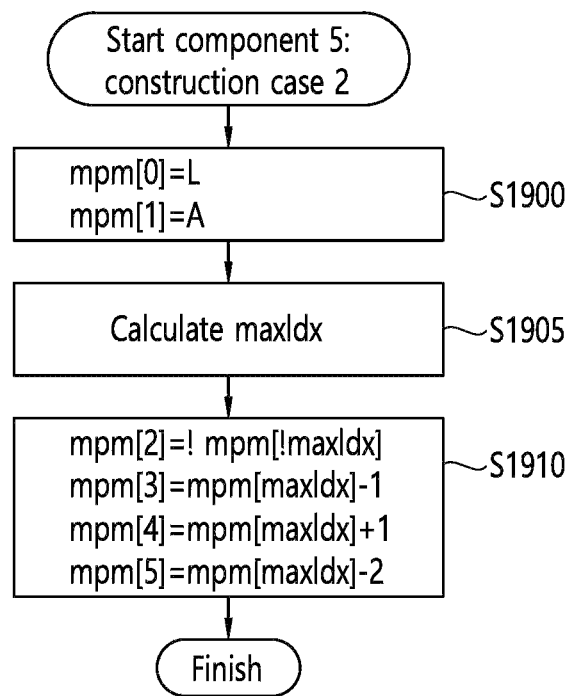 Start component 5:
construction case 2
mpm[0]=L
mpm[1]=A
S1900
Calculate maxIdx
S1905
mpm[2]=! mpm[!maxIdx]
mpm[3]=mpm[maxIdx]-1
mpm[4]=mpm[maxIdx]+1
mpm[5]=mpm[maxIdx]-2
S1910
Finish